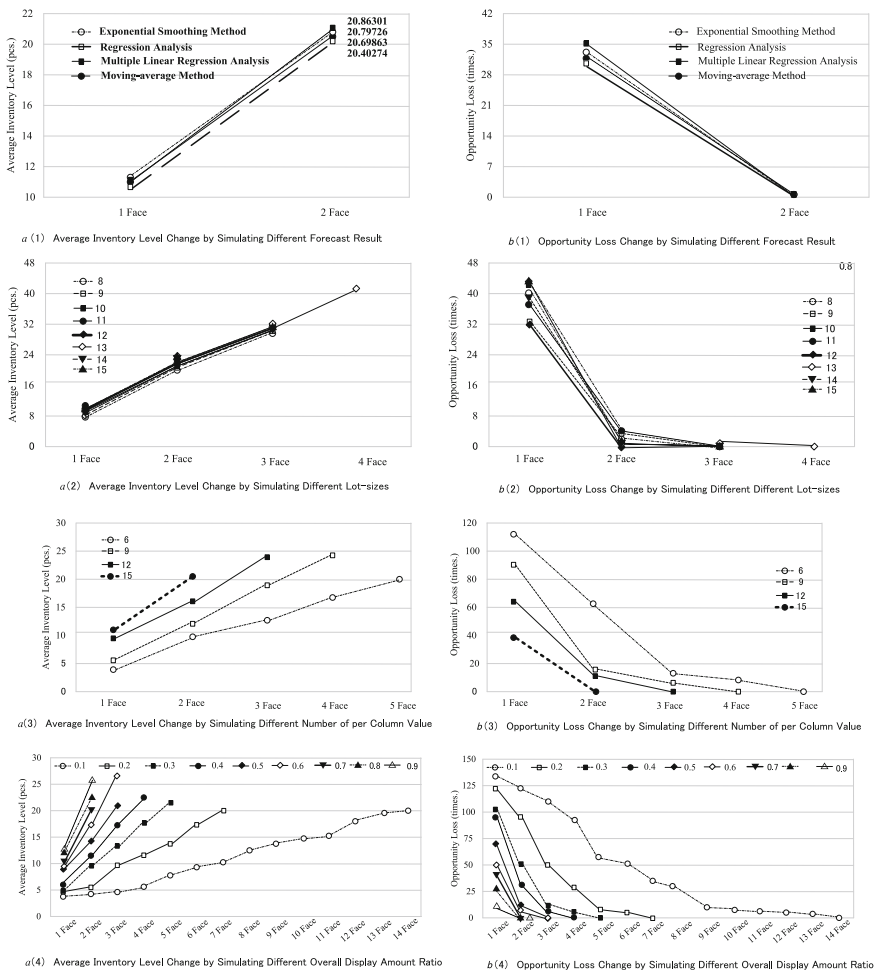 Average Inventory Level (pcs.)
22
20
18
16
14
12
10
Exponential Smoothing Method
Regression Analysis
Multiple Linear Regression Analysis
Moving-average Method
20.86301
20.79726
20.69863
20.40274
1 Face
2 Face
a(1) Average Inventory Level Change by Simulating Different Forecast Result
Opportunity Loss (times.)
42
35
28
21
14
7
0
Exponential Smoothing Method
Regression Analysis
Multiple Linear Regression Analysis
Moving-average Method
1 Face
2 Face
b(1) Opportunity Loss Change by Simulating Different Forecast Result
Average Inventory Level (pcs.)
48
40
32
24
16
8
0
8
9
10
11
12
13
14
15
1 Face
2 Face
3 Face
4 Face
a(2) Average Inventory Level Change by Simulating Different Lot-sizes
Opportunity Loss (times.)
48
40
32
24
16
8
0
0.8
8
9
10
11
12
13
14
15
1 Face
2 Face
3 Face
4 Face
b(2) Opportunity Loss Change by Simulating Different Different Lot-sizes
Average Inventory Level (pcs.)
30
25
20
15
10
5
0
6
9
12
15
1 Face
2 Face
3 Face
4 Face
5 Face
a(3) Average Inventory Level Change by Simulating Different Number of per Column Value
Opportunity Loss (times.)
120
100
80
60
40
20
0
6
9
12
15
1 Face
2 Face
3 Face
4 Face
5 Face
b(3) Opportunity Loss Change by Simulating Different Number of per Column Value
Average Inventory Level (pcs.)
30
25
20
15
10
5
0
0.1 0.2 0.3 0.4 0.5 0.6 0.7 0.8 0.9
1 Face 2 Face 3 Face 4 Face 5 Face 6 Face 7 Face 8 Face 9 Face 10 Face 11 Face 12 Face 13 Face 14 Face
a(4) Average Inventory Level Change by Simulating Different Overall Display Amount Ratio
Opportunity Loss (times.)
150
125
100
75
50
25
0
0.1 0.2 0.3 0.4 0.5 0.6 0.7 0.9
1 Face 2 Face 3 Face 4 Face 5 Face 6 Face 7 Face 8 Face 9 Face 10 Face 11 Face 12 Face 13 Face 14 Face
b(4) Opportunity Loss Change by Simulating Different Overall Display Amount Ratio